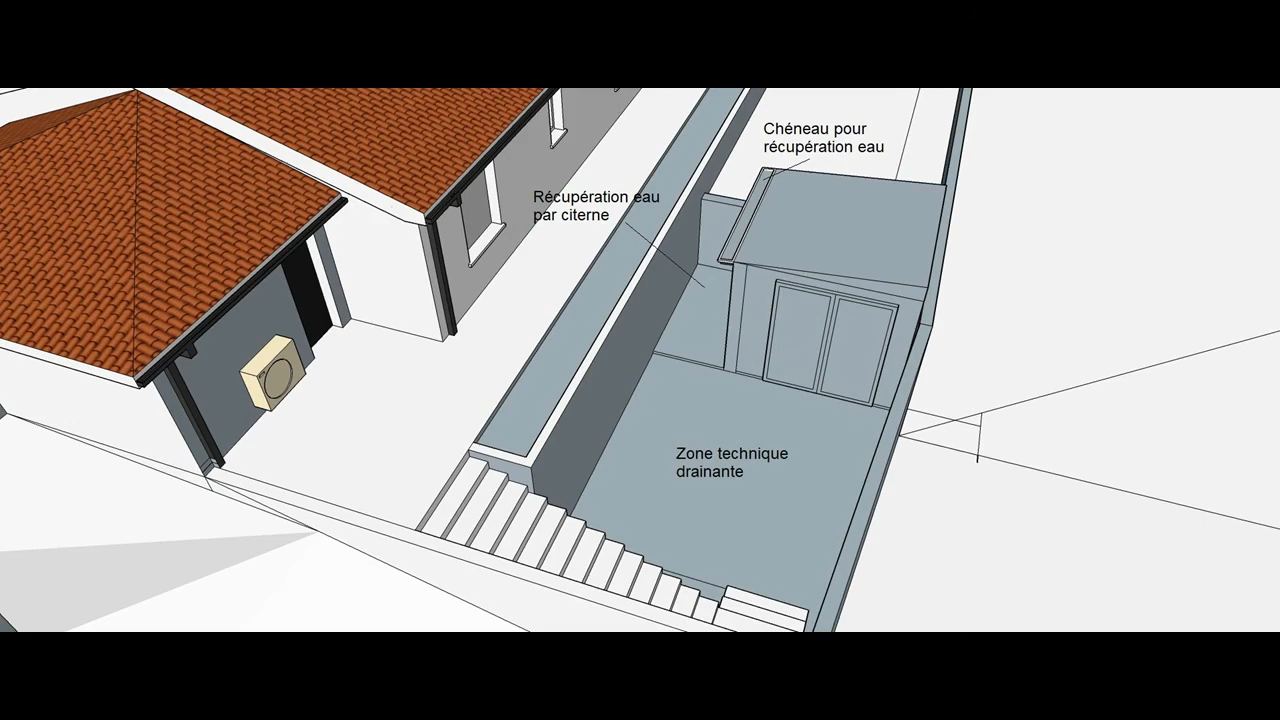 Chéneau pour
récupération eau
Récupération eau
par citerne
Zone technique
drainante